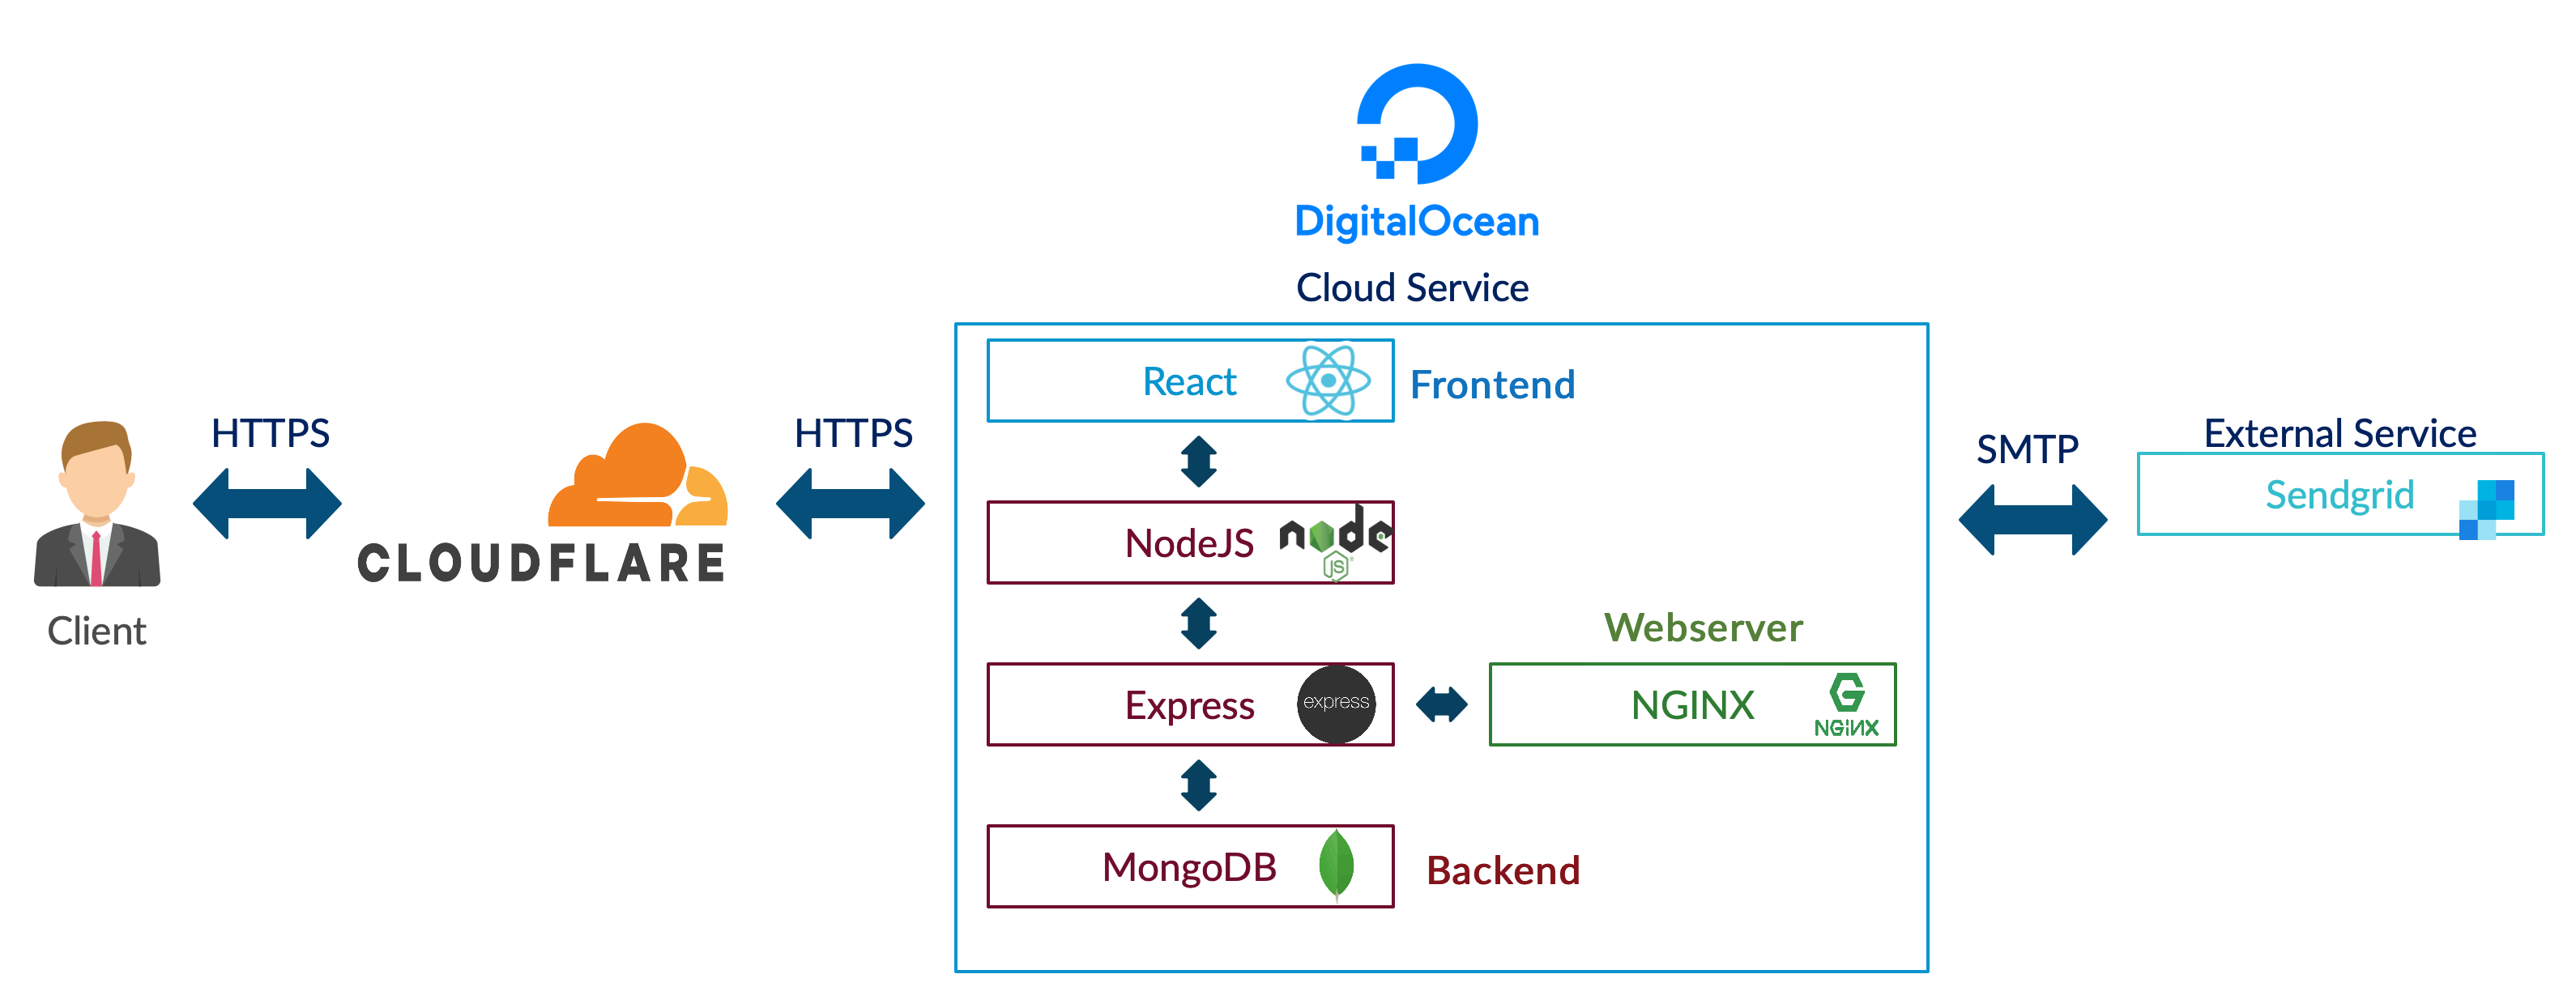 DigitalOcean
Cloud Service
React
Frontend
HTTPS
HTTPS
SMTP
External Service
Sendgrid
CLOUDFLARE
NodeJS
node
JS
Client
Webserver
Express
express
NGINX
NGINX
MongoDB
Backend